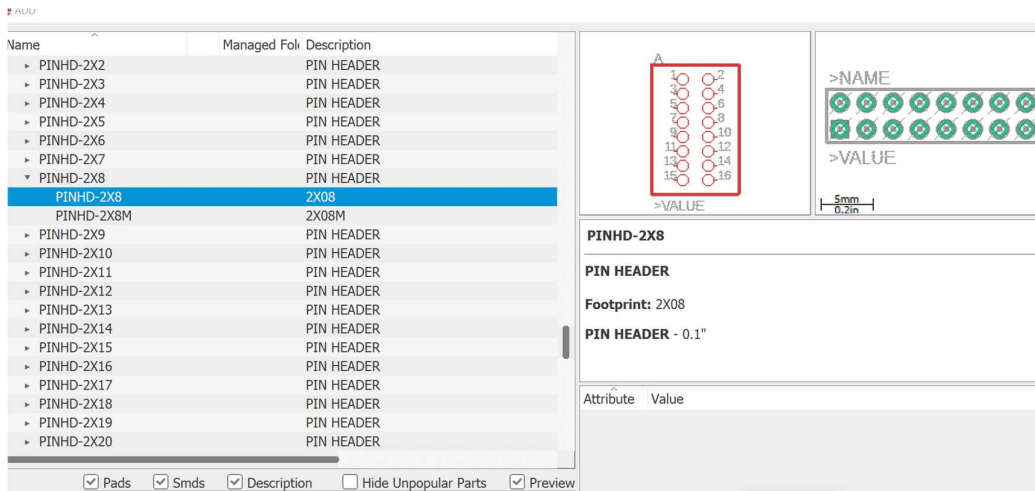 ADD
Name Managed Fol Description
PINHD-2X2 PIN HEADER
PINHD-2X3 PIN HEADER
PINHD-2X4 PIN HEADER
PINHD-2X5 PIN HEADER
PINHD-2X6 PIN HEADER
PINHD-2X7 PIN HEADER
PINHD-2X8 PIN HEADER
PINHD-2X8 2X08
PINHD-2X8M 2X08M
PINHD-2X9 PIN HEADER
PINHD-2X10 PIN HEADER
PINHD-2X11 PIN HEADER
PINHD-2X12 PIN HEADER
PINHD-2X13 PIN HEADER
PINHD-2X14 PIN HEADER
PINHD-2X15 PIN HEADER
PINHD-2X16 PIN HEADER
PINHD-2X17 PIN HEADER
PINHD-2X18 PIN HEADER
PINHD-2X19 PIN HEADER
PINHD-2X20 PIN HEADER
Pads Smds Description Hide Unpopular Parts Preview
A
1 2
3 4
5 6
7 8
9 10
11 12
13 14
15 16
>VALUE
>NAME
>VALUE
5mm
0.2in
PINHD-2X8
PIN HEADER
Footprint: 2X08
PIN HEADER - 0.1"
Attribute Value